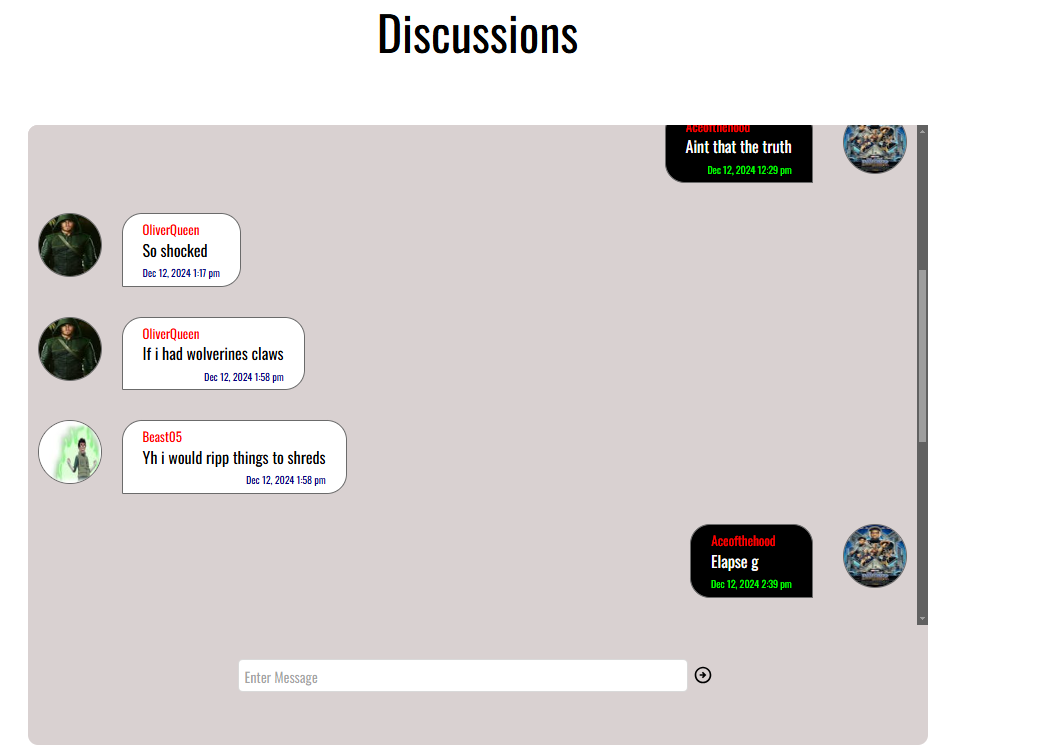 Discussions
Aceofthehood
Aint that the truth
Dec 12, 2024 12:29 pm
OliverQueen
So shocked
Dec 12, 2024 1:17 pm
OliverQueen
If i had wolverines claws
Dec 12, 2024 1:58 pm
Beast05
Yh i would ripp things to shreds
Dec 12, 2024 1:58 pm
Aceofthehood
Elapse g
Dec 12, 2024 2:39 pm
Enter Message